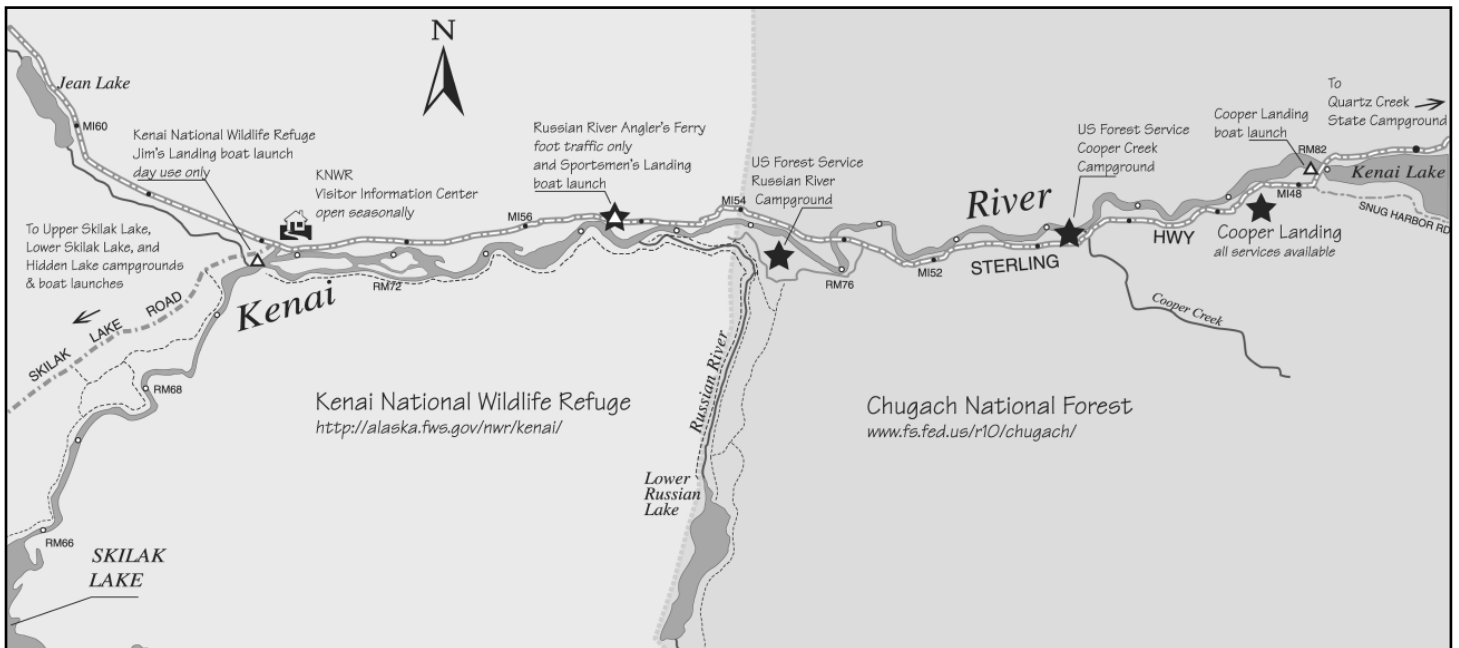 N
Jean Lake
MI60
Kenai National Wildlife Refuge
Jim's Landing boat launch
day use only
KNWR
Visitor Information Center
open seasonally
To Upper Skilak Lake,
Lower Skilak Lake, and
Hidden Lake campgrounds
& boat launches
SKILAK LAKE ROAD
MI56
Russian River Angler's Ferry
foot traffic only
and Sportsmen's Landing
boat launch
MI54
US Forest Service
Russian River
Campground
River
US Forest Service
Cooper Creek
Campground
Cooper Landing
boat launch
RM82
To
Quartz Creek
State Campground
Kenai Lake
MI48
SNUG HARBOR RD
Cooper Landing
all services available
HWY
STERLING
MI52
RM76
Cooper Creek
RM72
Kenai
RM68
Russian River
Kenai National Wildlife Refuge
http://alaska.fws.gov/nwr/kenai/
Chugach National Forest
www.fs.fed.us/r10/chugach/
Lower
Russian
Lake
RM66
SKILAK
LAKE